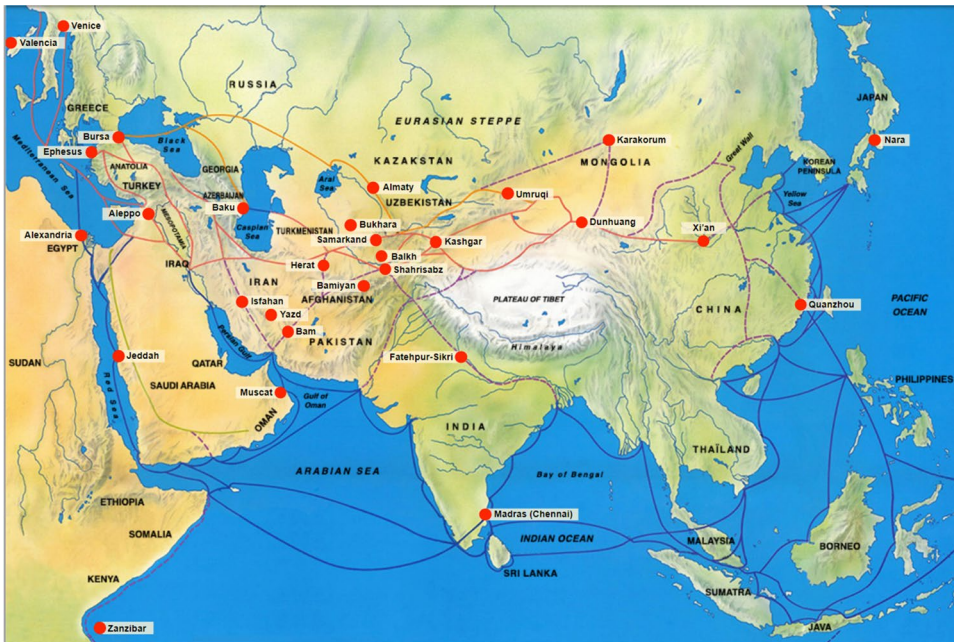 Venice
Valencia
RUSSIA
GREECE
JAPAN
EURASIAN STEPPE
Bursa
Black
Sea
Karakorum
Nara
Great Wall
Mediterranean Sea
Ephesus
ANATOLIA
GEORGIA
KAZAKSTAN
MONGOLIA
KOREAN
PENINSULA
TURKEY
Aral
Sea
Almaty
Umruqi
Yellow
Sea
AZERBAIJAN
UZBEKISTAN
Aleppo
MESOPOTAMIA
Baku
Caspian
Sea
Bukhara
Dunhuang
Xi'an
TURKMENISTAN
Alexandria
EGYPT
Samarkand
Kashgar
Balkh
IRAQ
Herat
Shahrisabz
IRAN
Bamiyan
AFGHANISTAN
PLATEAU OF TIBET
Isfahan
CHINA
Quanzhou
PACIFIC
OCEAN
Yazd
Persian Gulf
Bam
PAKISTAN
Himalaya
SUDAN
Jeddah
QATAR
Fatehpur-Sikri
SAUDI ARABIA
PHILIPPINES
Red Sea
Muscat
Gulf of
Oman
OMAN
INDIA
THAÏLAND
ARABIAN SEA
Bay of Bengal
ETHIOPIA
Madras (Chennai)
SOMALIA
INDIAN OCEAN
MALAYSIA
BORNEO
SRI LANKA
KENYA
SUMATRA
Zanzibar
JAVA